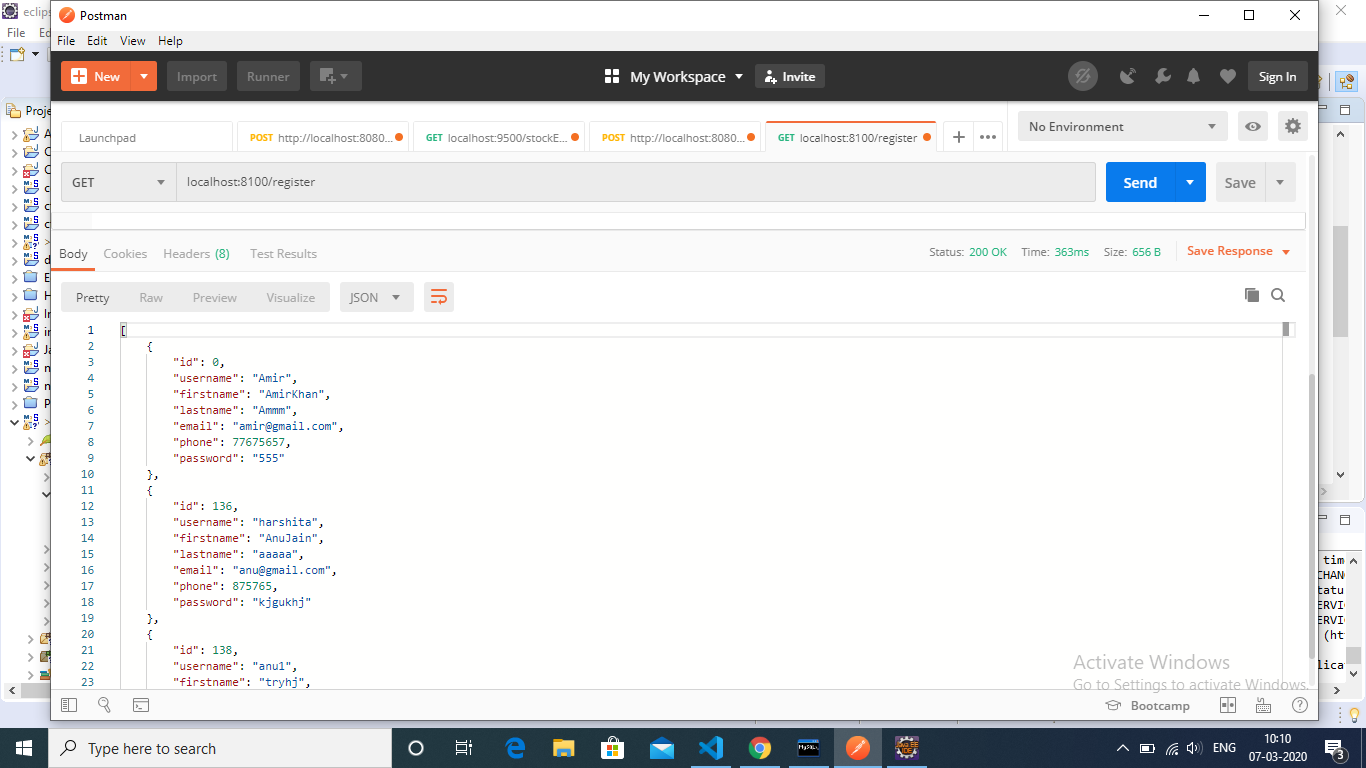 eclips
Postman
File Edit View Help
File Ed
New Import Runner My Workspace Invite Sign In
Proje
Launchpad POST http://localhost:8080... GET localhost:9500/stockE... POST http://localhost:8080... GET localhost:8100/register No Environment
GET localhost:8100/register Send Save
Body Cookies Headers (8) Test Results Status: 200 OK Time: 363ms Size: 656 B Save Response
Pretty Raw Preview Visualize JSON
1 [
2 {
3 "id": 0,
4 "username": "Amir",
5 "firstname": "AmirKhan",
6 "lastname": "Ammm",
7 "email": "amir@gmail.com",
8 "phone": 77675657,
9 "password": "555"
10 },
11 {
12 "id": 136,
13 "username": "harshita",
14 "firstname": "AnuJain",
15 "lastname": "aaaaa",
16 "email": "anu@gmail.com",
17 "phone": 875765,
18 "password": "kjgukhj"
19 },
20 {
21 "id": 138,
22 "username": "anu1",
23 "firstname": "tryhj",
tim
CHAN
tatu
ERVI
ERVI
(ht
lica
Activate Windows
Go to Settings to activate Windows.
Bootcamp
Type here to search
ENG
10:10
07-03-2020
3